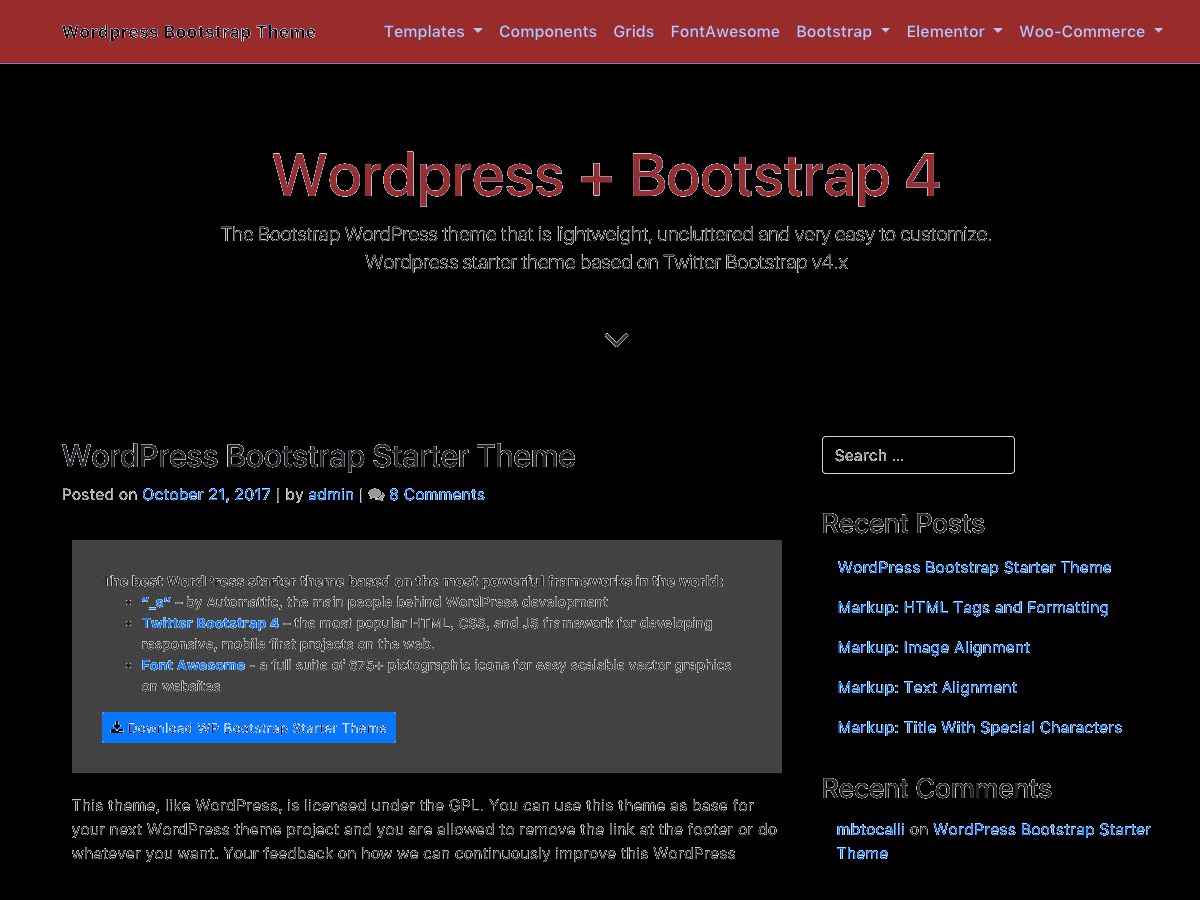 Wordpress Bootstrap Theme
Templates Components Grids FontAwesome Bootstrap Elementor Woo-Commerce
Wordpress + Bootstrap 4
The Bootstrap WordPress theme that is lightweight, uncluttered and very easy to customize.
Wordpress starter theme based on Twitter Bootstrap v4.x
WordPress Bootstrap Starter Theme
Posted on October 21, 2017 | by admin | 8 Comments
The best WordPress starter theme based on the most powerful frameworks in the world:
“_s“ – by Automattic, the main people behind WordPress development
Twitter Bootstrap 4 – the most popular HTML, CSS, and JS framework for developing
responsive, mobile first projects on the web.
Font Awesome - a full suite of 675+ pictographic icons for easy scalable vector graphics
on websites
Download WP Bootstrap Starter Theme
This theme, like WordPress, is licensed under the GPL. You can use this theme as base for
your next WordPress theme project and you are allowed to remove the link at the footer or do
whatever you want. Your feedback on how we can continuously improve this WordPress
Search ...
Recent Posts
WordPress Bootstrap Starter Theme
Markup: HTML Tags and Formatting
Markup: Image Alignment
Markup: Text Alignment
Markup: Title With Special Characters
Recent Comments
mbtocalli on WordPress Bootstrap Starter
Theme